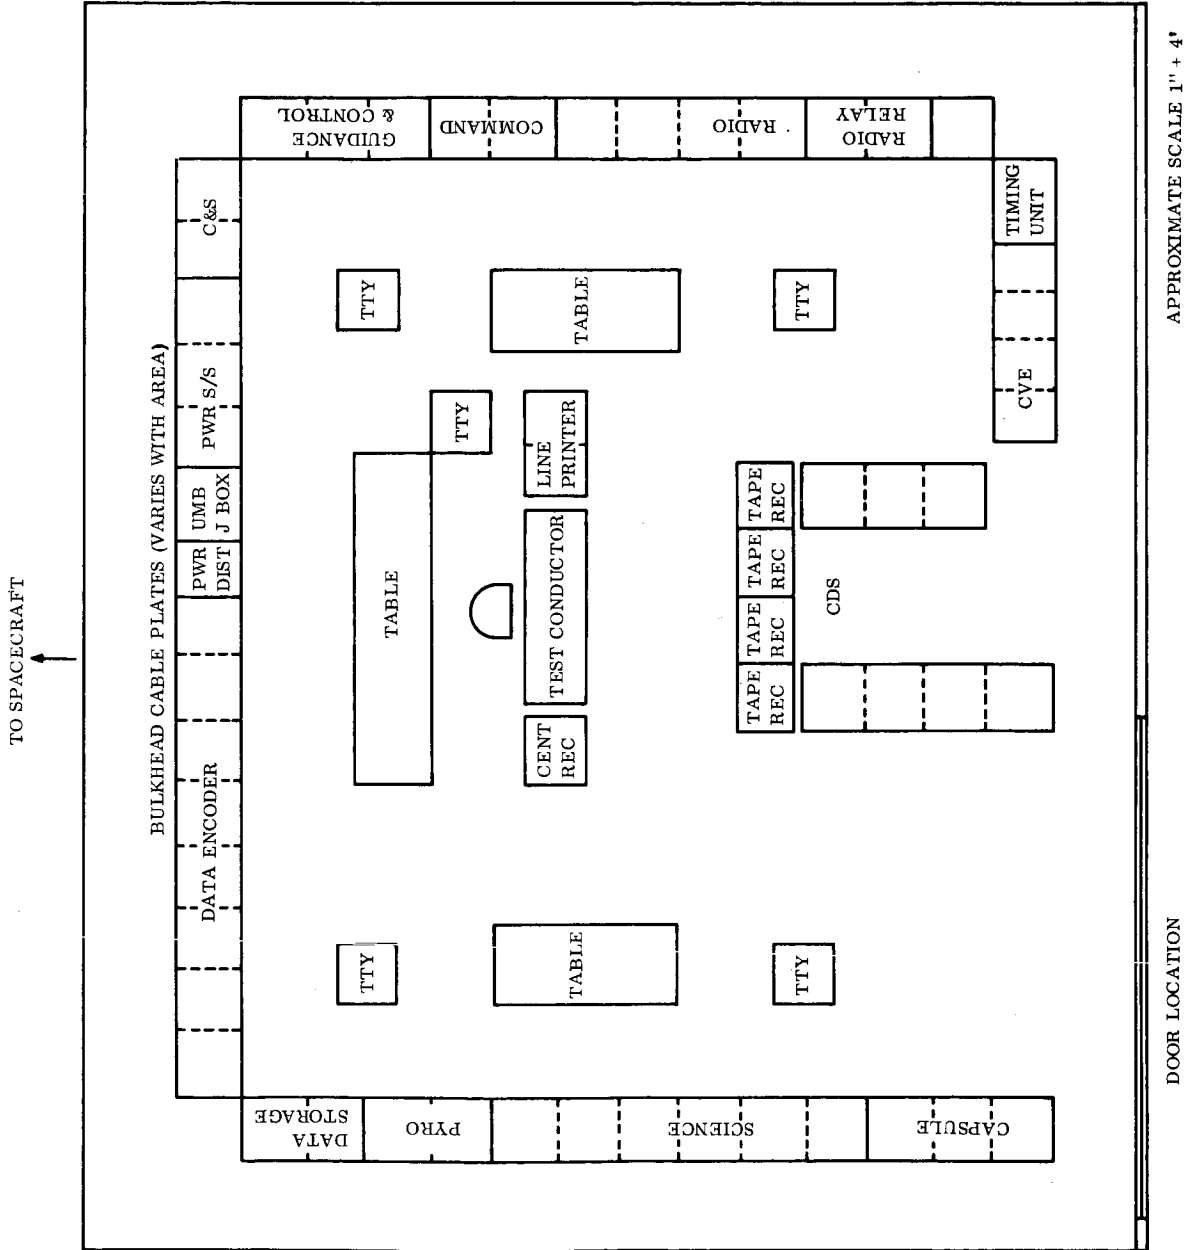 TO SPACECRAFT
BULKHEAD CABLE PLATES (VARIES WITH AREA)
DATA ENCODER
PWR
DIST
UMB
J BOX
PWR S/S
C&S
GUIDANCE
& CONTROL
COMMAND
RADIO
RADIO
RELAY
TIMING
UNIT
CVE
DATA
STORAGE
PYRO
SCIENCE
CAPSULE
TTY
TABLE
TTY
TABLE
TTY
CENT
REC
TEST CONDUCTOR
LINE
PRINTER
TAPE
REC
TAPE
REC
TAPE
REC
TAPE
REC
CDS
TTY
TABLE
TTY
DOOR LOCATION
APPROXIMATE SCALE 1" + 4'